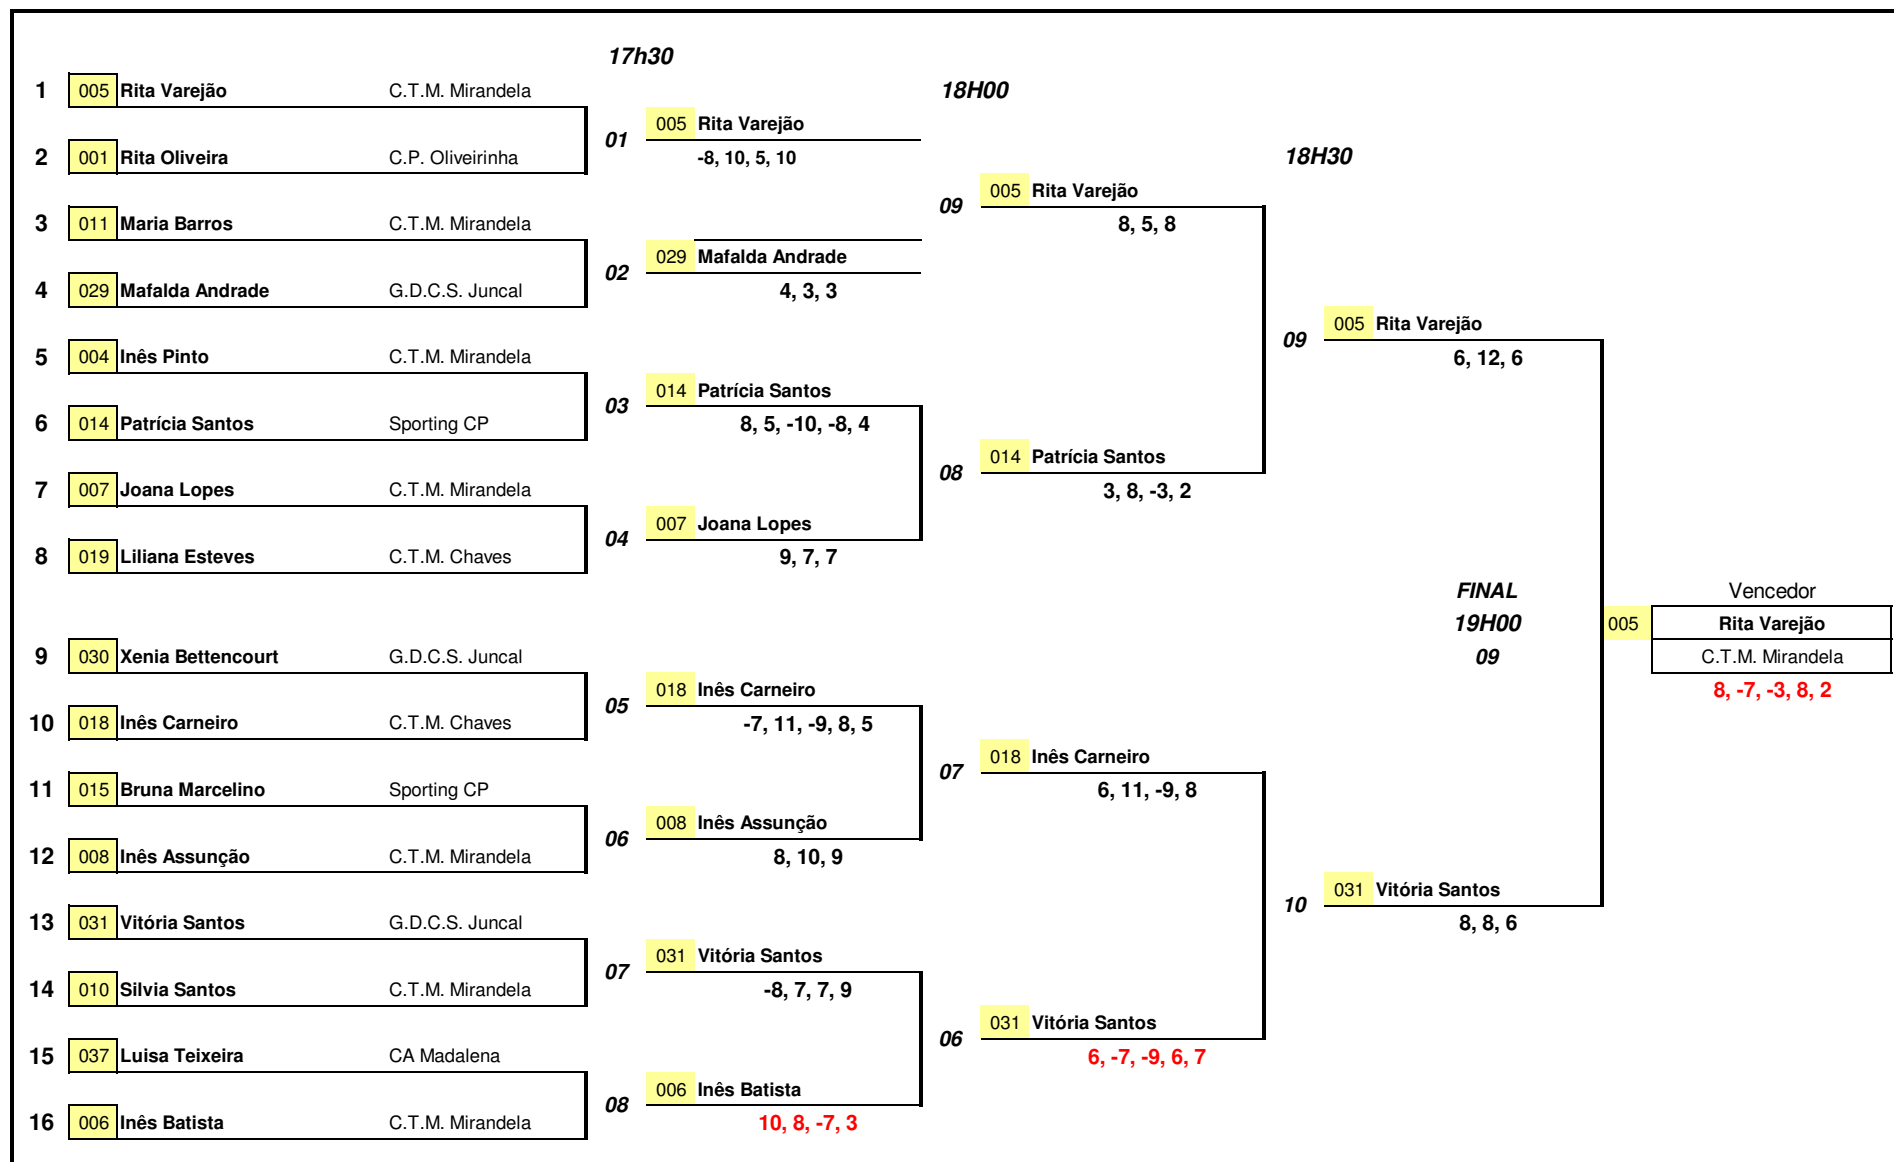 17h30
1 005 Rita Varejão C.T.M. Mirandela 18H00
01 005 Rita Varejão
2 001 Rita Oliveira C.P. Oliveirinha -8, 10, 5, 10 18H30
09 005 Rita Varejão
3 011 Maria Barros C.T.M. Mirandela 8, 5, 8
02 029 Mafalda Andrade
4 029 Mafalda Andrade G.D.C.S. Juncal 4, 3, 3
09 005 Rita Varejão
5 004 Inês Pinto C.T.M. Mirandela 6, 12, 6
03 014 Patrícia Santos
6 014 Patrícia Santos Sporting CP 8, 5, -10, -8, 4
08 014 Patrícia Santos
7 007 Joana Lopes C.T.M. Mirandela 3, 8, -3, 2
04 007 Joana Lopes
8 019 Liliana Esteves C.T.M. Chaves 9, 7, 7
FINAL Vencedor
19H00 005 Rita Varejão
9 030 Xenia Bettencourt G.D.C.S. Juncal 09 C.T.M. Mirandela
05 018 Inês Carneiro 8, -7, -3, 8, 2
10 018 Inês Carneiro C.T.M. Chaves -7, 11, -9, 8, 5
07 018 Inês Carneiro
11 015 Bruna Marcelino Sporting CP 6, 11, -9, 8
06 008 Inês Assunção
12 008 Inês Assunção C.T.M. Mirandela 8, 10, 9
10 031 Vitória Santos
13 031 Vitória Santos G.D.C.S. Juncal 8, 8, 6
07 031 Vitória Santos
14 010 Silvia Santos C.T.M. Mirandela -8, 7, 7, 9
06 031 Vitória Santos
15 037 Luisa Teixeira CA Madalena 6, -7, -9, 6, 7
08 006 Inês Batista
16 006 Inês Batista C.T.M. Mirandela 10, 8, -7, 3